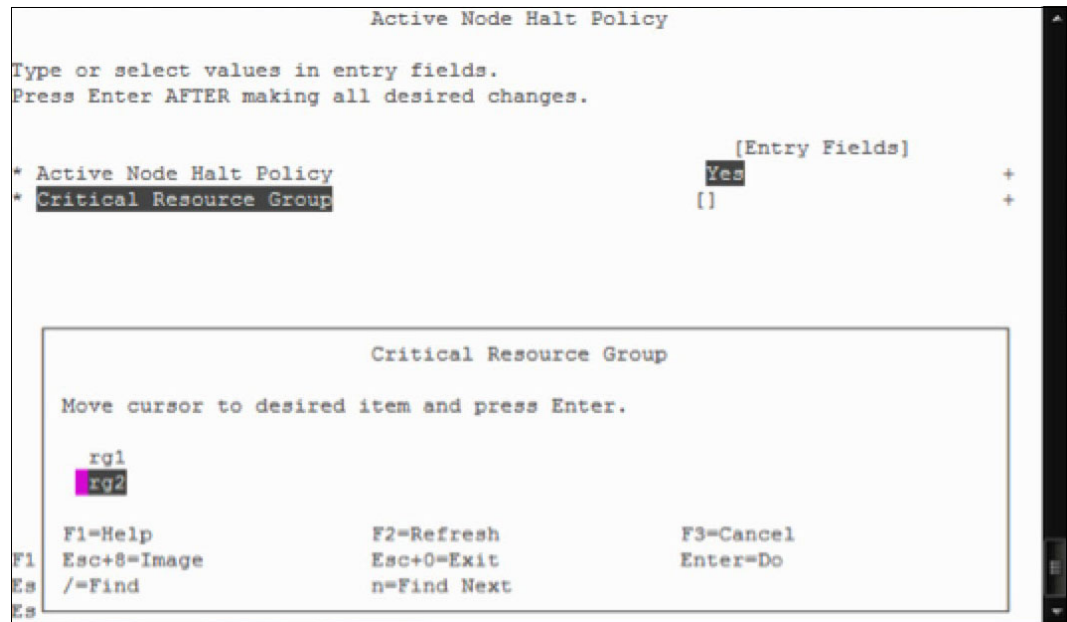 Active Node Halt Policy
Type or select values in entry fields.
Press Enter AFTER making all desired changes.
[Entry Fields]
* Active Node Halt Policy Yes +
* Critical Resource Group [] +
Critical Resource Group
Move cursor to desired item and press Enter.
rg1
rg2
F1=Help F2=Refresh F3=Cancel
F1 Esc+8=Image Esc+0=Exit Enter=Do
Es /=Find n=Find Next
Es